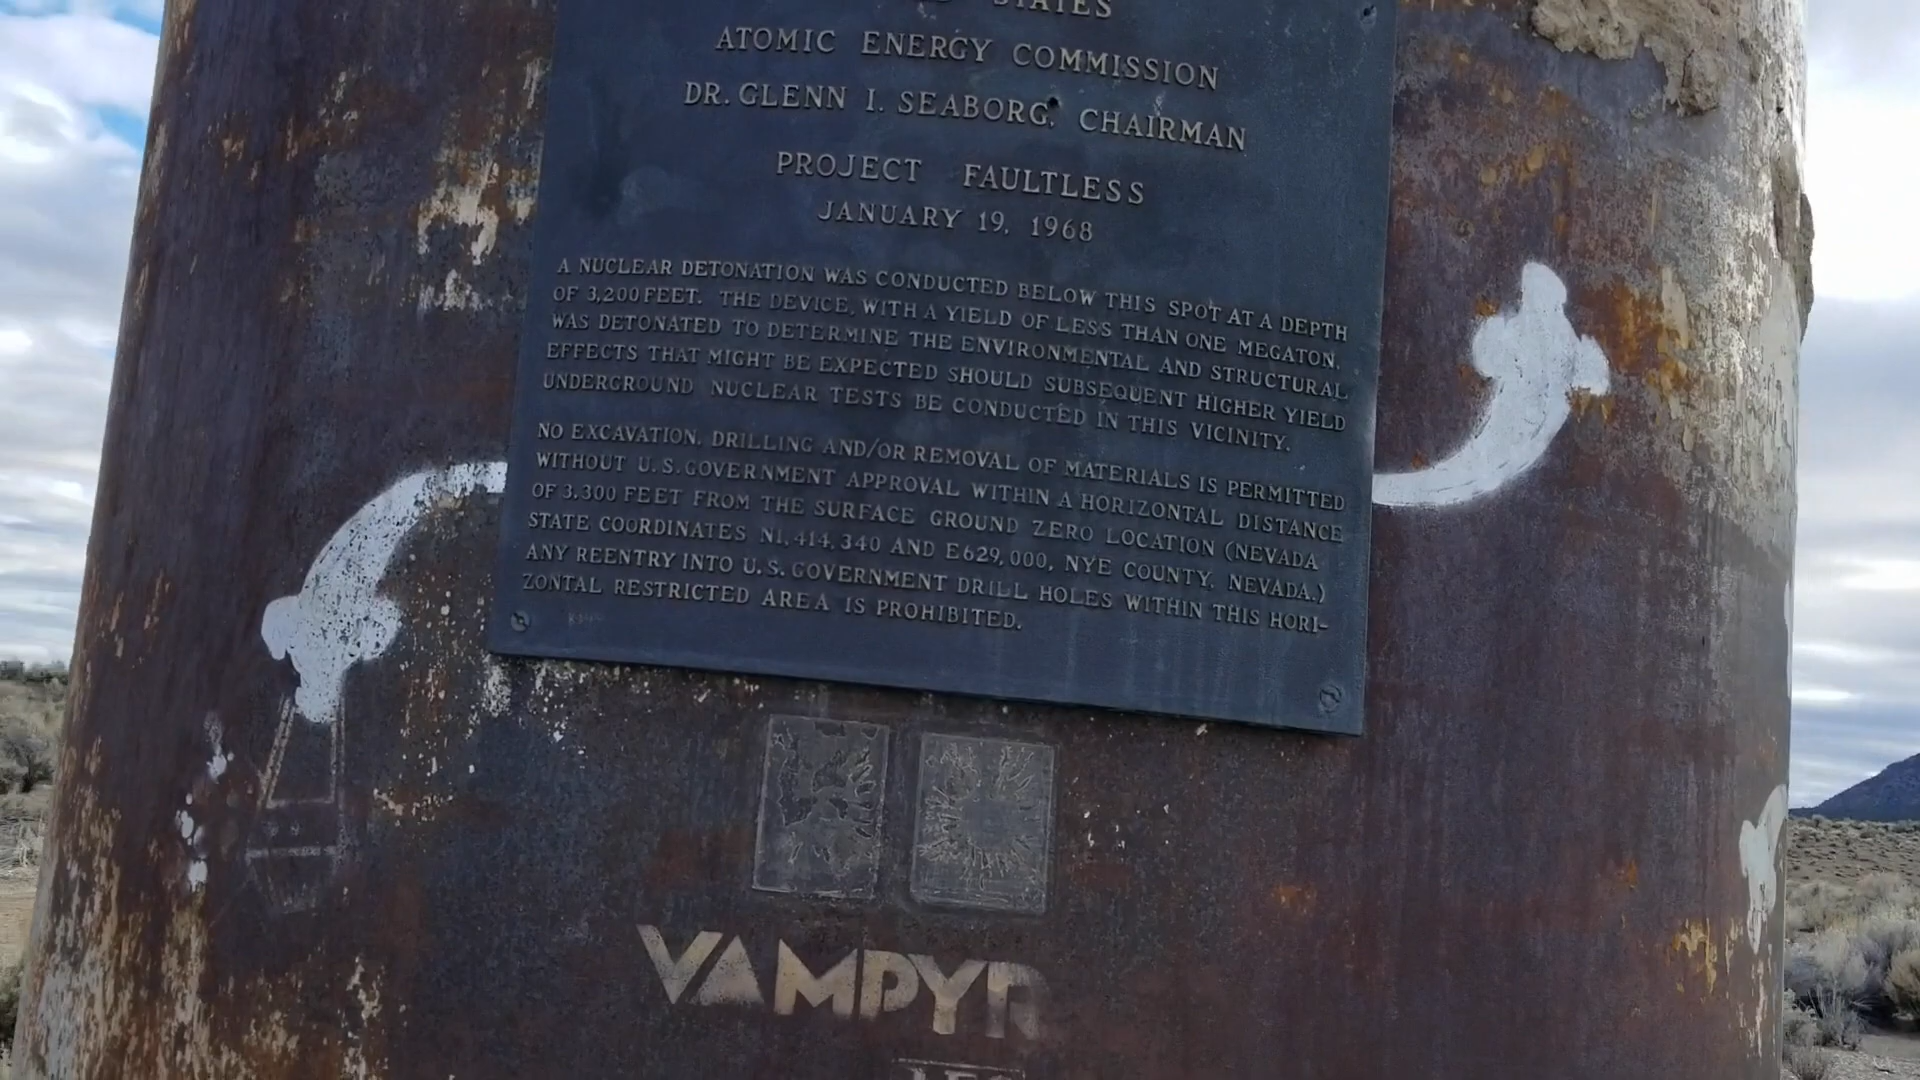 STATES
ATOMIC ENERGY COMMISSION
DR. GLENN I. SEABORG, CHAIRMAN
PROJECT FAULTLESS
JANUARY 19, 1968
A NUCLEAR DETONATION WAS CONDUCTED BELOW THIS SPOT AT A DEPTH
OF 3,200 FEET. THE DEVICE, WITH A YIELD OF LESS THAN ONE MEGATON,
WAS DETONATED TO DETERMINE THE ENVIRONMENTAL AND STRUCTURAL
EFFECTS THAT MIGHT BE EXPECTED SHOULD SUBSEQUENT HIGHER YIELD
UNDERGROUND NUCLEAR TESTS BE CONDUCTED IN THIS VICINITY.
NO EXCAVATION, DRILLING AND/OR REMOVAL OF MATERIALS IS PERMITTED
WITHOUT U.S. GOVERNMENT APPROVAL WITHIN A HORIZONTAL DISTANCE
OF 3,300 FEET FROM THE SURFACE GROUND ZERO LOCATION (NEVADA
STATE COORDINATES N1,414,340 AND E629,000, NYE COUNTY, NEVADA.)
ANY REENTRY INTO U.S. GOVERNMENT DRILL HOLES WITHIN THIS HORI-
ZONTAL RESTRICTED AREA IS PROHIBITED.
VAMPYR